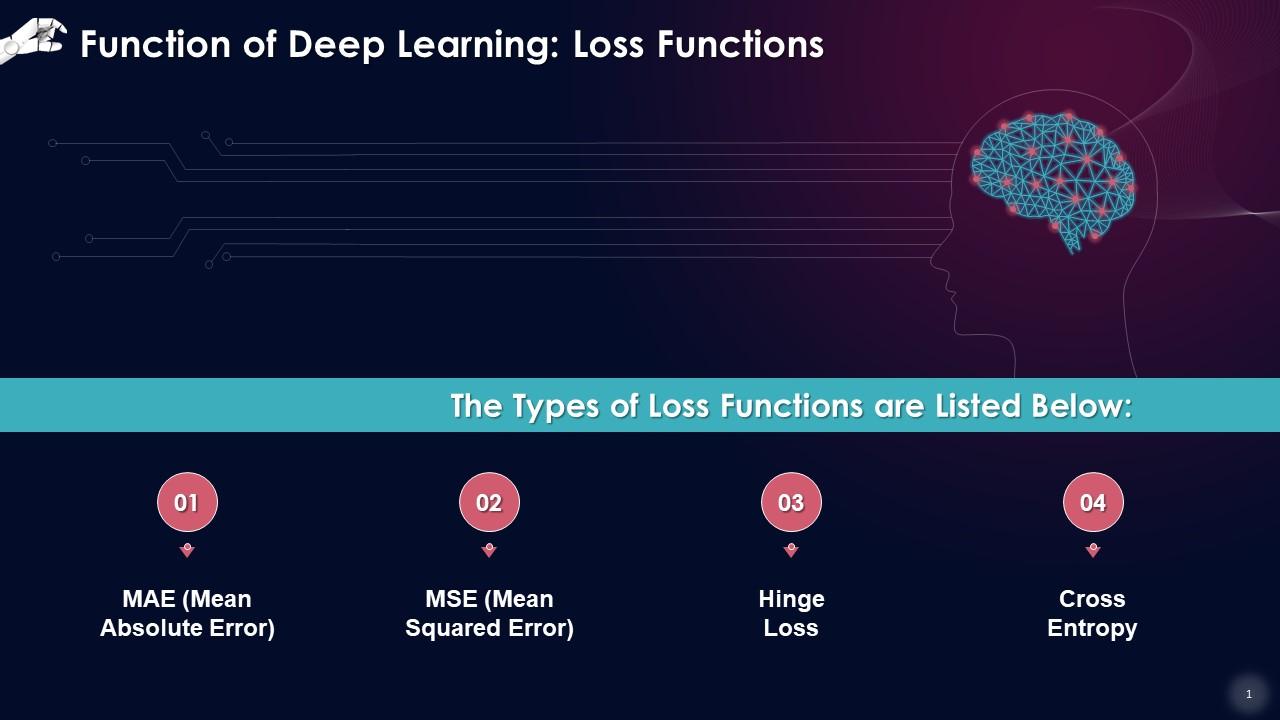 Function of Deep Learning: Loss Functions
The Types of Loss Functions are Listed Below:
01
MAE (Mean
Absolute Error)
02
MSE (Mean
Squared Error)
03
Hinge
Loss
04
Cross
Entropy
1